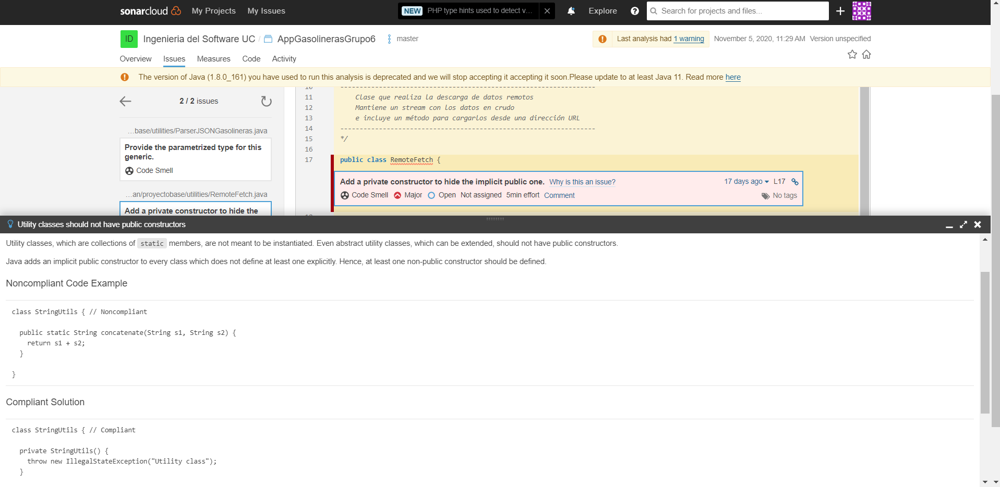 sonarcloud My Projects My Issues NEW PHP type hints used to detect v... Explore Search for projects and files...
ID Ingenieria del Software UC / AppGasolinerasGrupo6 master Last analysis had 1 warning November 5, 2020, 11:29 AM Version unspecified
Overview Issues Measures Code Activity
The version of Java (1.8.0_161) you have used to run this analysis is deprecated and we will stop accepting it accepting it soon.Please update to at least Java 11. Read more here
2 / 2 issues
...base/utilities/ParserJSONGasolineras.java
Provide the parametrized type for this
generic.
Code Smell
...an/proyectobase/utilities/RemoteFetch.java
Add a private constructor to hide the
10 ------------------------------------------------------------------
11 Clase que realiza la descarga de datos remotos
12 Mantiene un stream con los datos en crudo
13 e incluye un método para cargarlos desde una dirección URL
14 ------------------------------------------------------------------
15 */
16
17 public class RemoteFetch {
Add a private constructor to hide the implicit public one. Why is this an issue? 17 days ago L17
Code Smell Major Open Not assigned 5min effort Comment No tags
Utility classes should not have public constructors
Utility classes, which are collections of static members, are not meant to be instantiated. Even abstract utility classes, which can be extended, should not have public constructors.
Java adds an implicit public constructor to every class which does not define at least one explicitly. Hence, at least one non-public constructor should be defined.
Noncompliant Code Example
class StringUtils { // Noncompliant
public static String concatenate(String s1, String s2) {
return s1 + s2;
}
}
Compliant Solution
class StringUtils { // Compliant
private StringUtils() {
throw new IllegalStateException("Utility class");
}